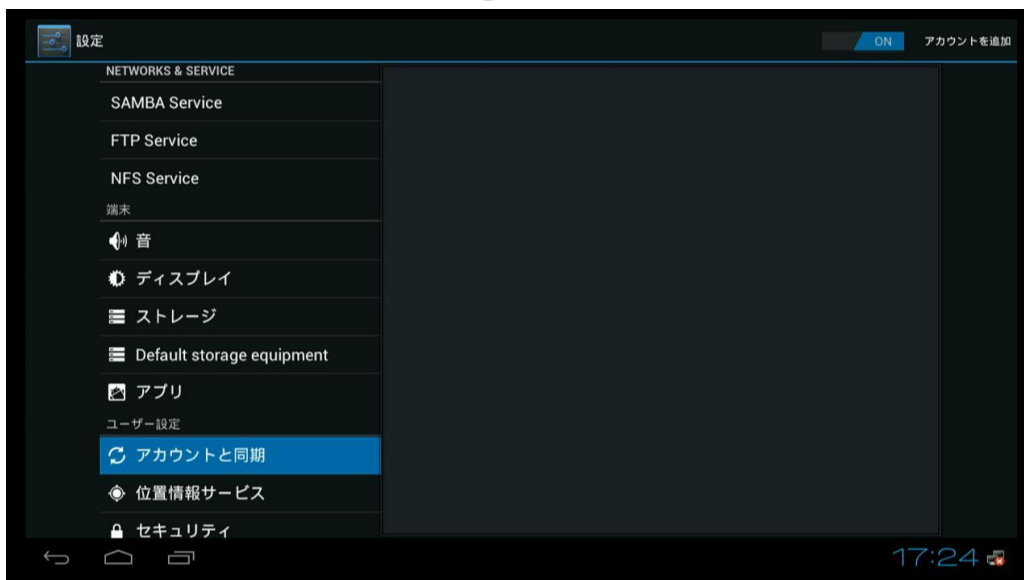 設定
ON
アカウントを追加
NETWORKS & SERVICE
SAMBA Service
FTP Service
NFS Service
端末
音
ディスプレイ
ストレージ
Default storage equipment
アプリ
ユーザー設定
アカウントと同期
位置情報サービス
セキュリティ
17:24